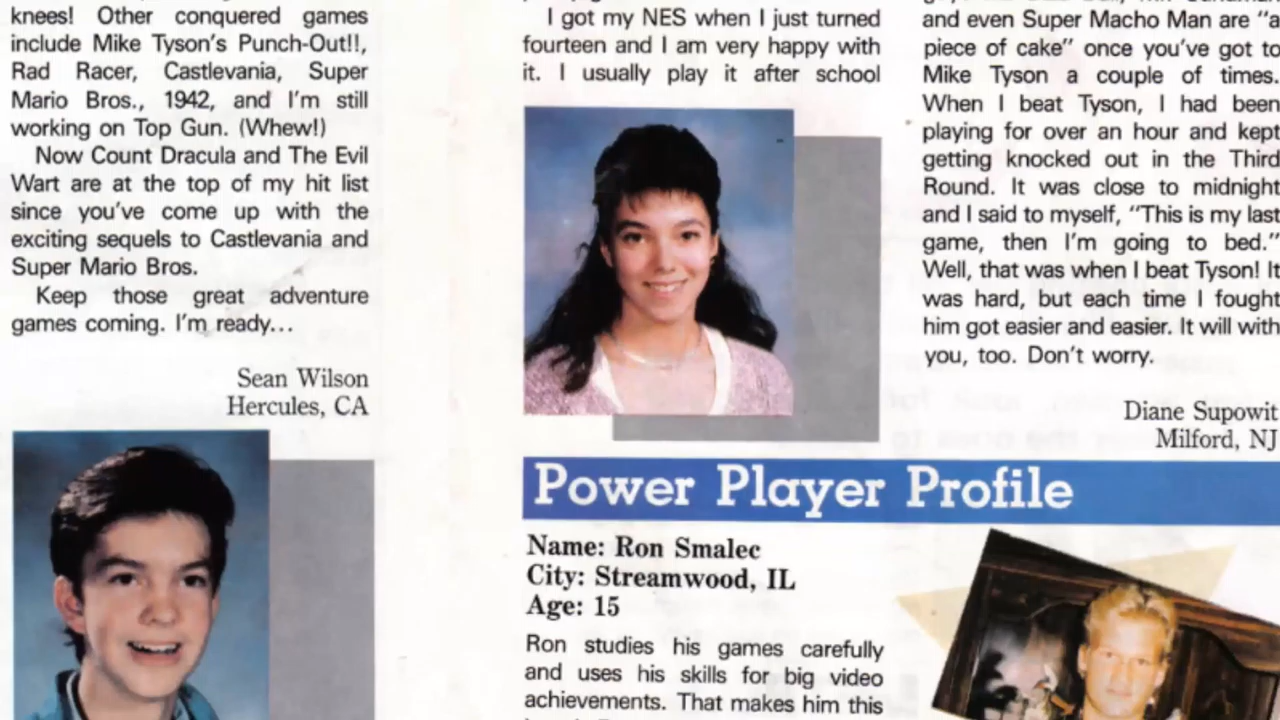 knees! Other conquered games
include Mike Tyson's Punch-Out!!,
Rad Racer, Castlevania, Super
Mario Bros., 1942, and I'm still
working on Top Gun. (Whew!)
Now Count Dracula and The Evil
Wart are at the top of my hit list
since you've come up with the
exciting sequels to Castlevania and
Super Mario Bros.
Keep those great adventure
games coming. I'm ready...
Sean Wilson
Hercules, CA
I got my NES when I just turned
fourteen and I am very happy with
it. I usually play it after school
and even Super Macho Man are "a
piece of cake" once you've got to
Mike Tyson a couple of times.
When I beat Tyson, I had been
playing for over an hour and kept
getting knocked out in the Third
Round. It was close to midnight
and I said to myself, "This is my last
game, then I'm going to bed."
Well, that was when I beat Tyson! It
was hard, but each time I fought
him got easier and easier. It will with
you, too. Don't worry.
Diane Supowit
Milford, NJ
Power Player Profile
Name: Ron Smalec
City: Streamwood, IL
Age: 15
Ron studies his games carefully
and uses his skills for big video
achievements. That makes him this